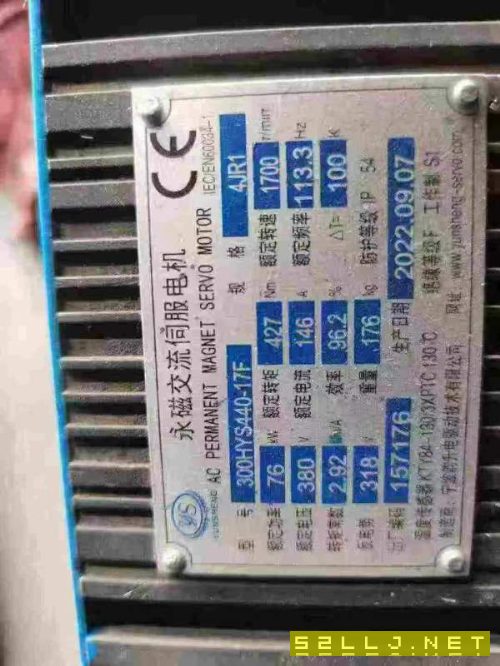 YS
YUNSHENG
永磁交流伺服电机
AC PERMANENT MAGNET SERVO MOTOR
CE
IEC/EN60034-1
型 号 300HYS440-17F 规 格 4JR1
额定功率 76 kW 额定转矩 427 Nm 额定转速 1700 r/min
额定电压 380 V 额定电流 146 A 额定频率 113.3 Hz
转矩常数 2.92 Nm/A 效率 96.2 % △T= 100 K
反电势 318 V 重量 176 kg 防护等级 IP 54
出厂编码 1571176 生产日期 2022.09.07
温度传感器 KTY84-130/3XPTC 130℃ 绝缘等级 F 工作制 S1
制造商：宁波韵升电驱动技术有限公司 网址：www.yunsheng-servo.com
52LLJ.NET